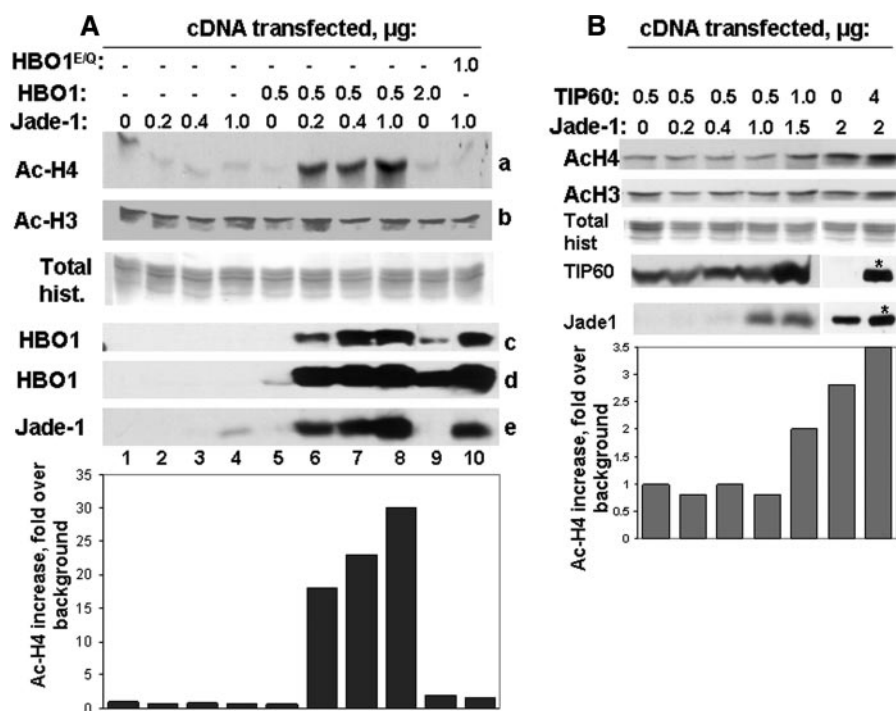 A
cDNA transfected, µg:
HBO1E/Q: - - - - - - - - - 1.0
HBO1: - - - - 0.5 0.5 0.5 0.5 2.0 -
Jade-1: 0 0.2 0.4 1.0 0 0.2 0.4 1.0 0 1.0
Ac-H4 a
Ac-H3 b
Total hist.
HBO1 c
HBO1 d
Jade-1 e
1 2 3 4 5 6 7 8 9 10
Ac-H4 increase, fold over background
35
30
25
20
15
10
5
0
B
cDNA transfected, µg:
TIP60: 0.5 0.5 0.5 0.5 1.0 0 4
Jade-1: 0 0.2 0.4 1.0 1.5 2 2
AcH4
AcH3
Total hist
TIP60 *
Jade1 *
Ac-H4 increase, fold over background
3.5
3
2.5
2
1.5
1
0.5
0